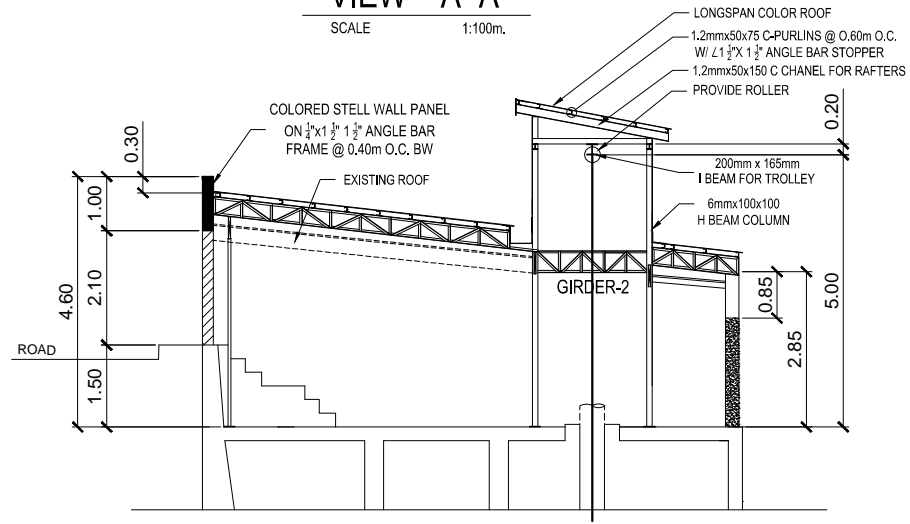 VIEW "A-A"
SCALE 1:100m.
LONGSPAN COLOR ROOF
1.2mmx50x75 C-PURLINS @ 0.60m O.C.
W/ ∠1 1/2"X 1 1/2" ANGLE BAR STOPPER
1.2mmx50x150 C CHANEL FOR RAFTERS
PROVIDE ROLLER
COLORED STELL WALL PANEL
ON 1/4"x1 1/2" 1 1/2" ANGLE BAR
FRAME @ 0.40m O.C. BW
EXISTING ROOF
200mm x 165mm
I BEAM FOR TROLLEY
6mmx100x100
H BEAM COLUMN
GIRDER-2
ROAD
0.30
1.00
2.10
4.60
1.50
0.20
0.85
2.85
5.00